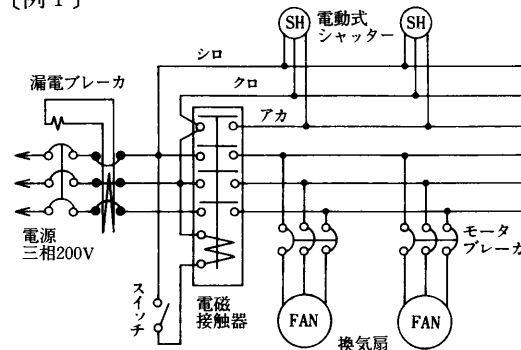 〔例1〕
SH
電動式
シャッター
SH
シロ
漏電ブレーカ
クロ
アカ
電源
三相200V
スイッチ
電磁
接触器
モータ
ブレーカ
FAN
FAN
換気扇